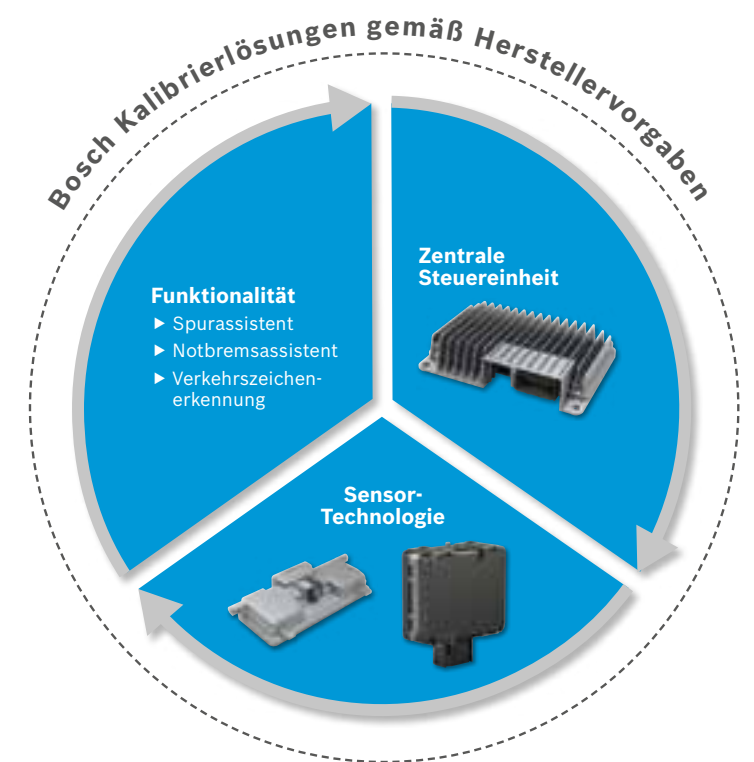 Bosch Kalibrierlösungen gemäß Herstellervorgaben
Zentrale
Steuereinheit
Funktionalität
▶ Spurassistent
▶ Notbremsassistent
▶ Verkehrszeichen-
erkennung
Sensor-
Technologie